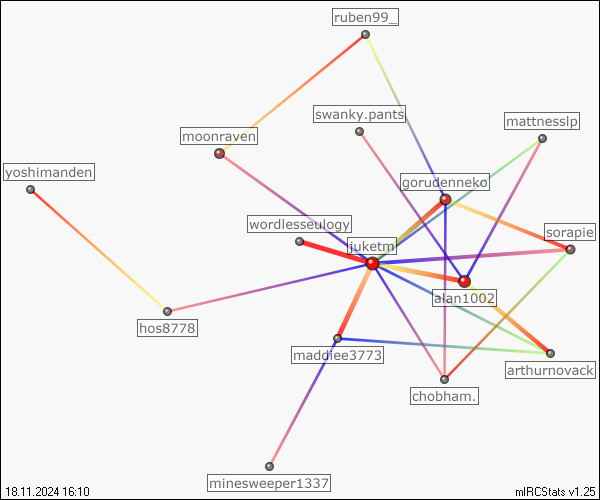 ruben99_
swanky.pants
mattnesslp
moonraven
yoshimanden
gorudenneko
wordlesseulogy
sorapie
juketm
alan1002
hos8778
maddiee3773
arthurnovack
chobham.
minesweeper1337
18.11.2024 16:10
mIRCStats v1.25